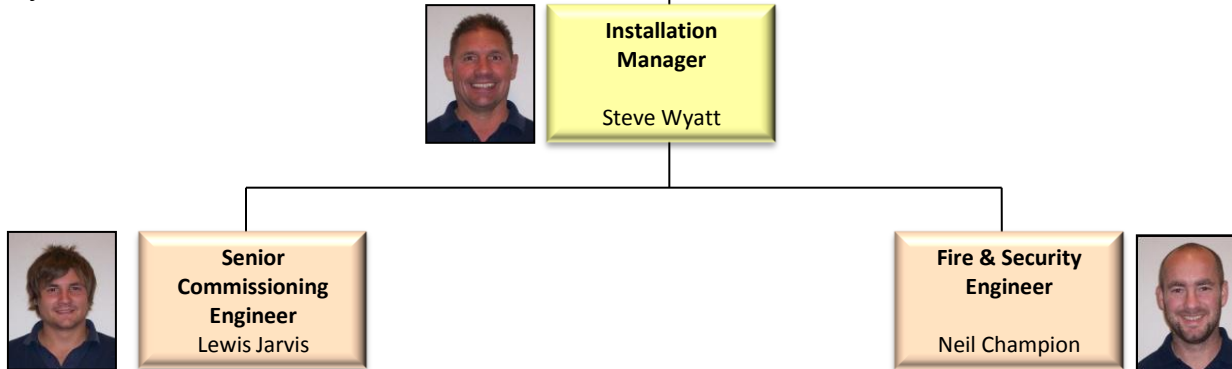 Installation
Manager
Steve Wyatt
Senior
Commissioning
Engineer
Lewis Jarvis
Fire & Security
Engineer
Neil Champion